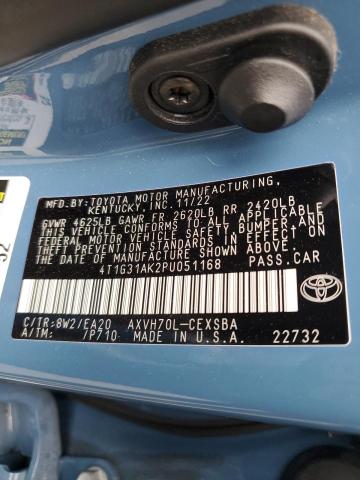 MFD. BY: TOYOTA MOTOR MANUFACTURING,
KENTUCKY, INC. 11/22
GVWR 4625LB GAWR FR 2620LB RR 2420LB
THIS VEHICLE CONFORMS TO ALL APPLICABLE
FEDERAL MOTOR VEHICLE SAFETY, BUMPER, AND
THEFT PREVENTION STANDARDS IN EFFECT ON
THE DATE OF MANUFACTURE SHOWN ABOVE.
4T1G31AK2PU051168 PASS.CAR
C/TR:8W2/EA20 AXVH70L-CEXSBA
A/TM: /P710 MADE IN U.S.A. 22732
TOYOTA